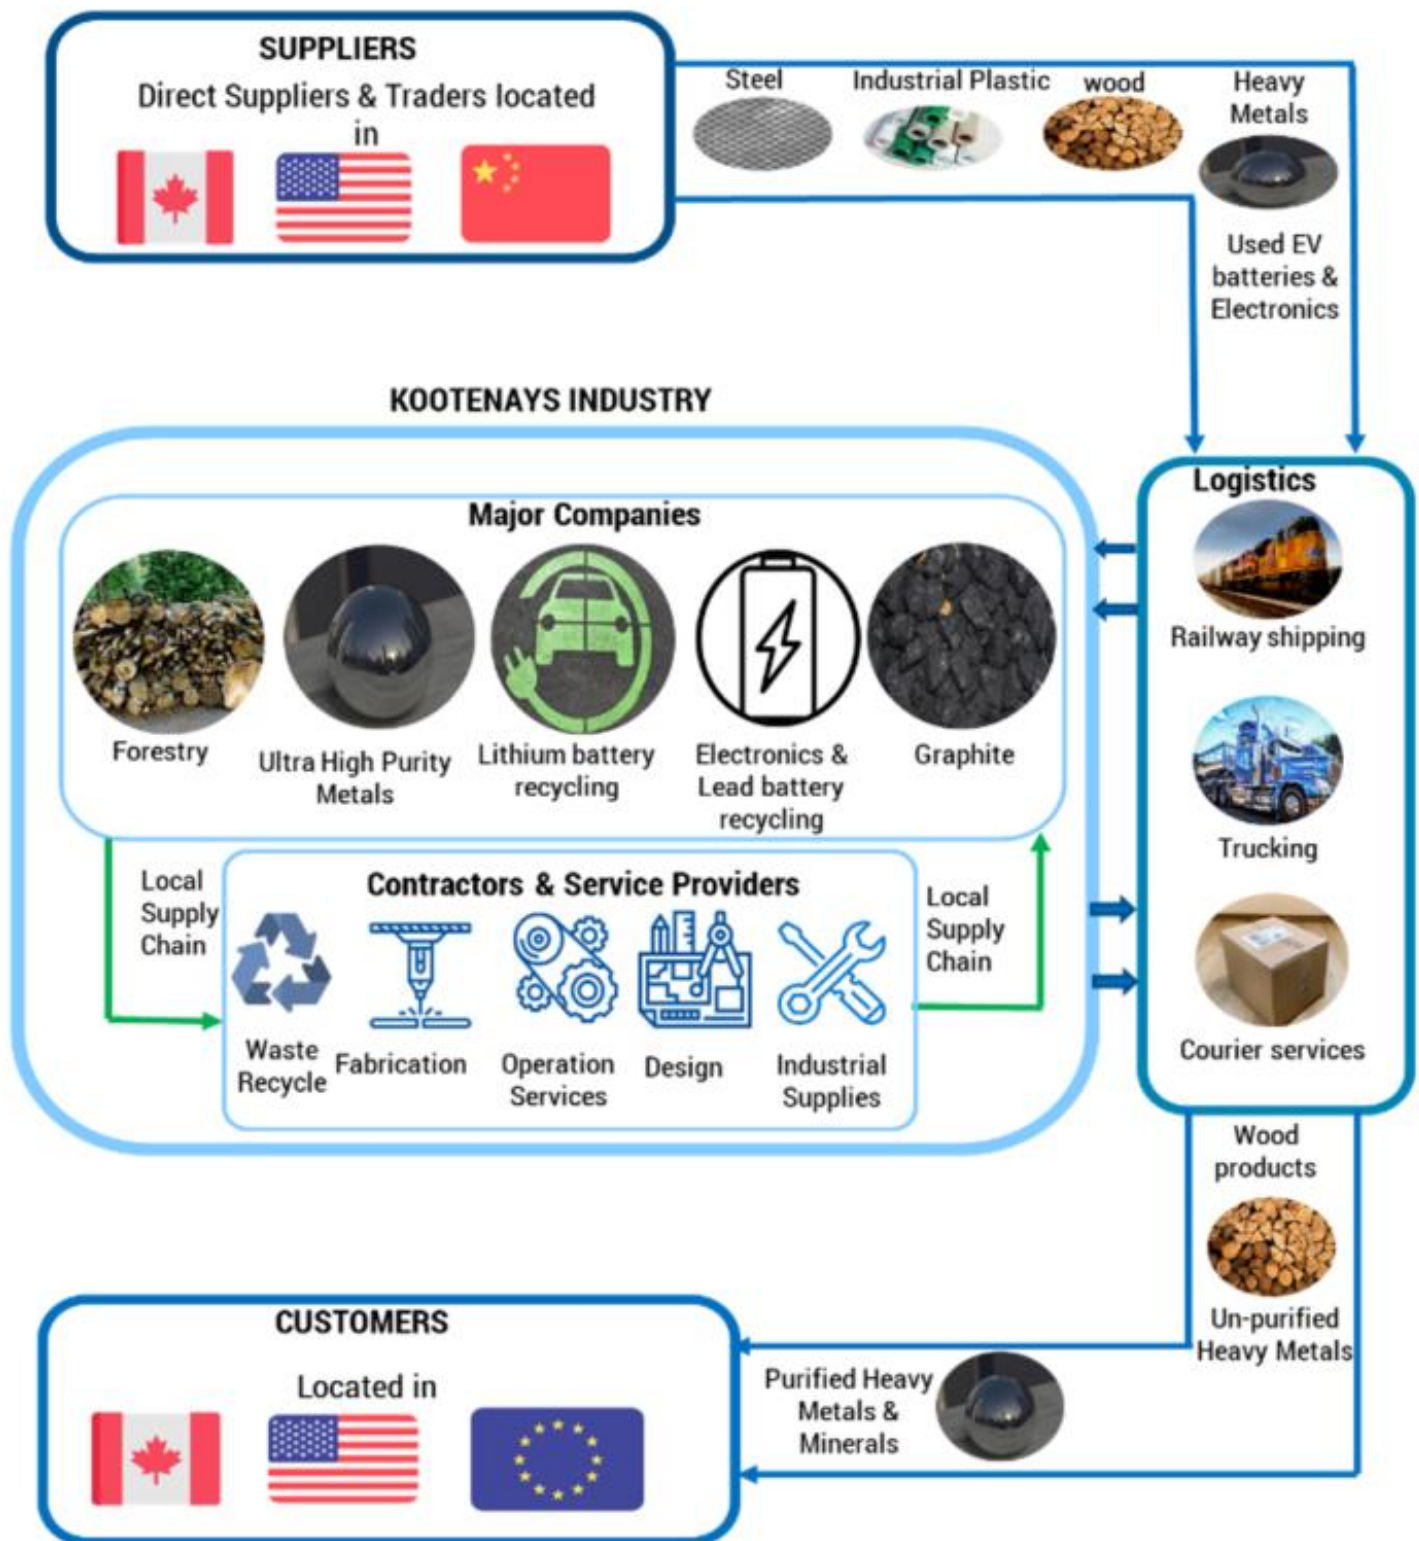 SUPPLIERS
Direct Suppliers & Traders located
in
Steel
Industrial Plastic
wood
Heavy
Metals
Used EV
batteries &
Electronics
KOOTENAYS INDUSTRY
Major Companies
Forestry
Ultra High Purity
Metals
Lithium battery
recycling
Electronics &
Lead battery
recycling
Graphite
Local
Supply
Chain
Contractors & Service Providers
Waste
Recycle
Fabrication
Operation
Services
Design
Industrial
Supplies
Local
Supply
Chain
Logistics
Railway shipping
Trucking
Courier services
Wood
products
Un-purified
Heavy Metals
Purified Heavy
Metals &
Minerals
CUSTOMERS
Located in